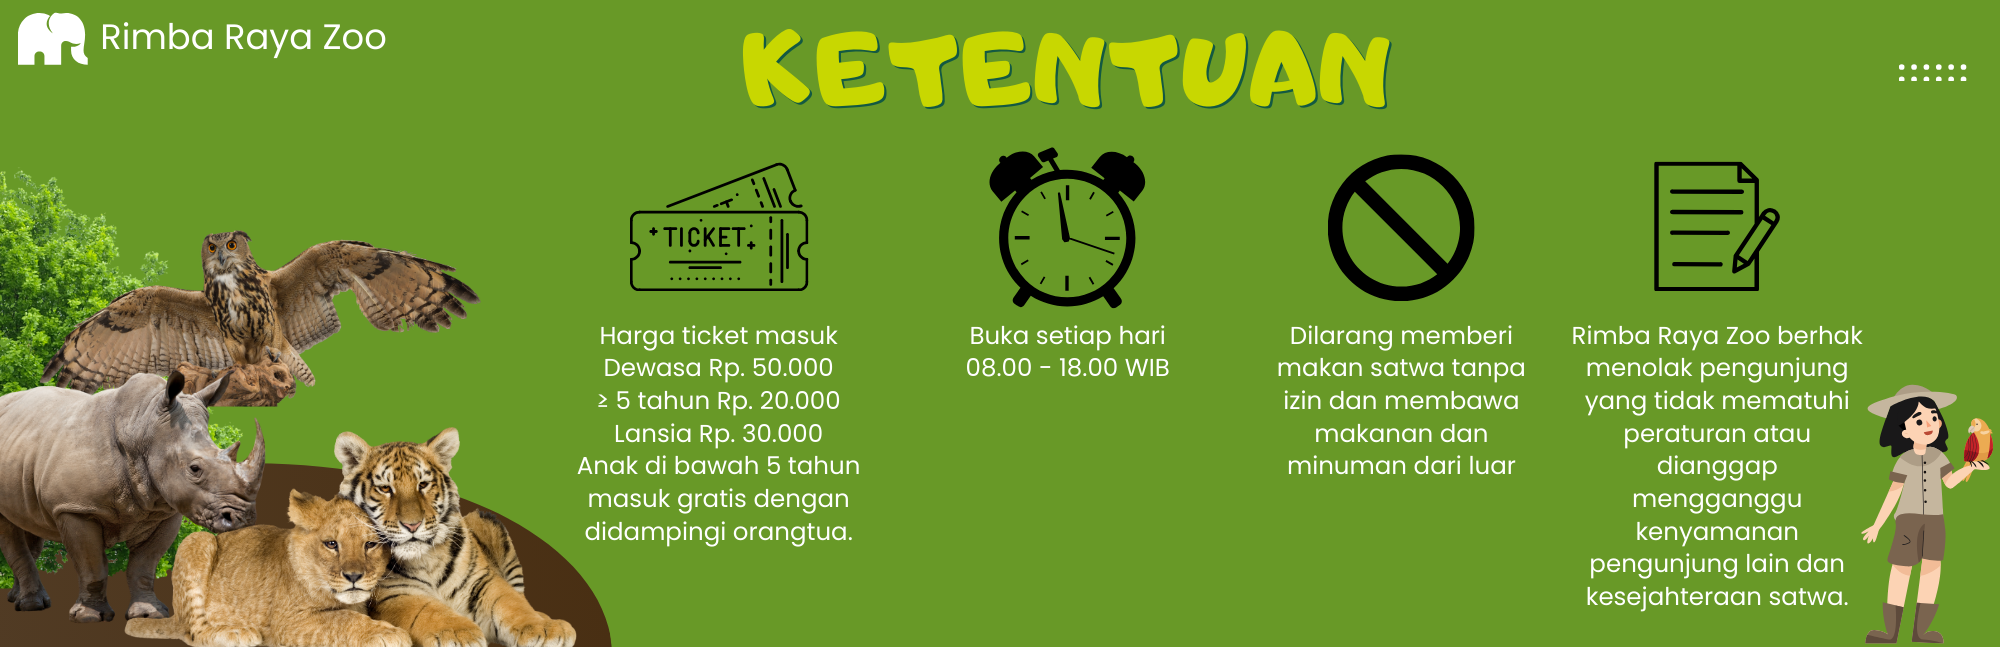 Rimba Raya Zoo
KETENTUAN
TICKET
Harga ticket masuk
Dewasa Rp. 50.000
≥ 5 tahun Rp. 20.000
Lansia Rp. 30.000
Anak di bawah 5 tahun
masuk gratis dengan
didampingi orangtua.
Buka setiap hari
08.00 - 18.00 WIB
Dilarang memberi
makan satwa tanpa
izin dan membawa
makanan dan
minuman dari luar
Rimba Raya Zoo berhak
menolak pengunjung
yang tidak mematuhi
peraturan atau
dianggap
mengganggu
kenyamanan
pengunjung lain dan
kesejahteraan satwa.